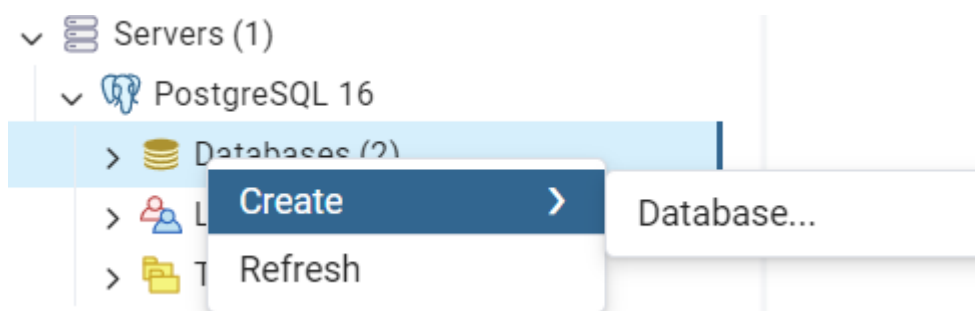 Servers (1)
PostgreSQL 16
Databases (2)
Create
Database...
Refresh